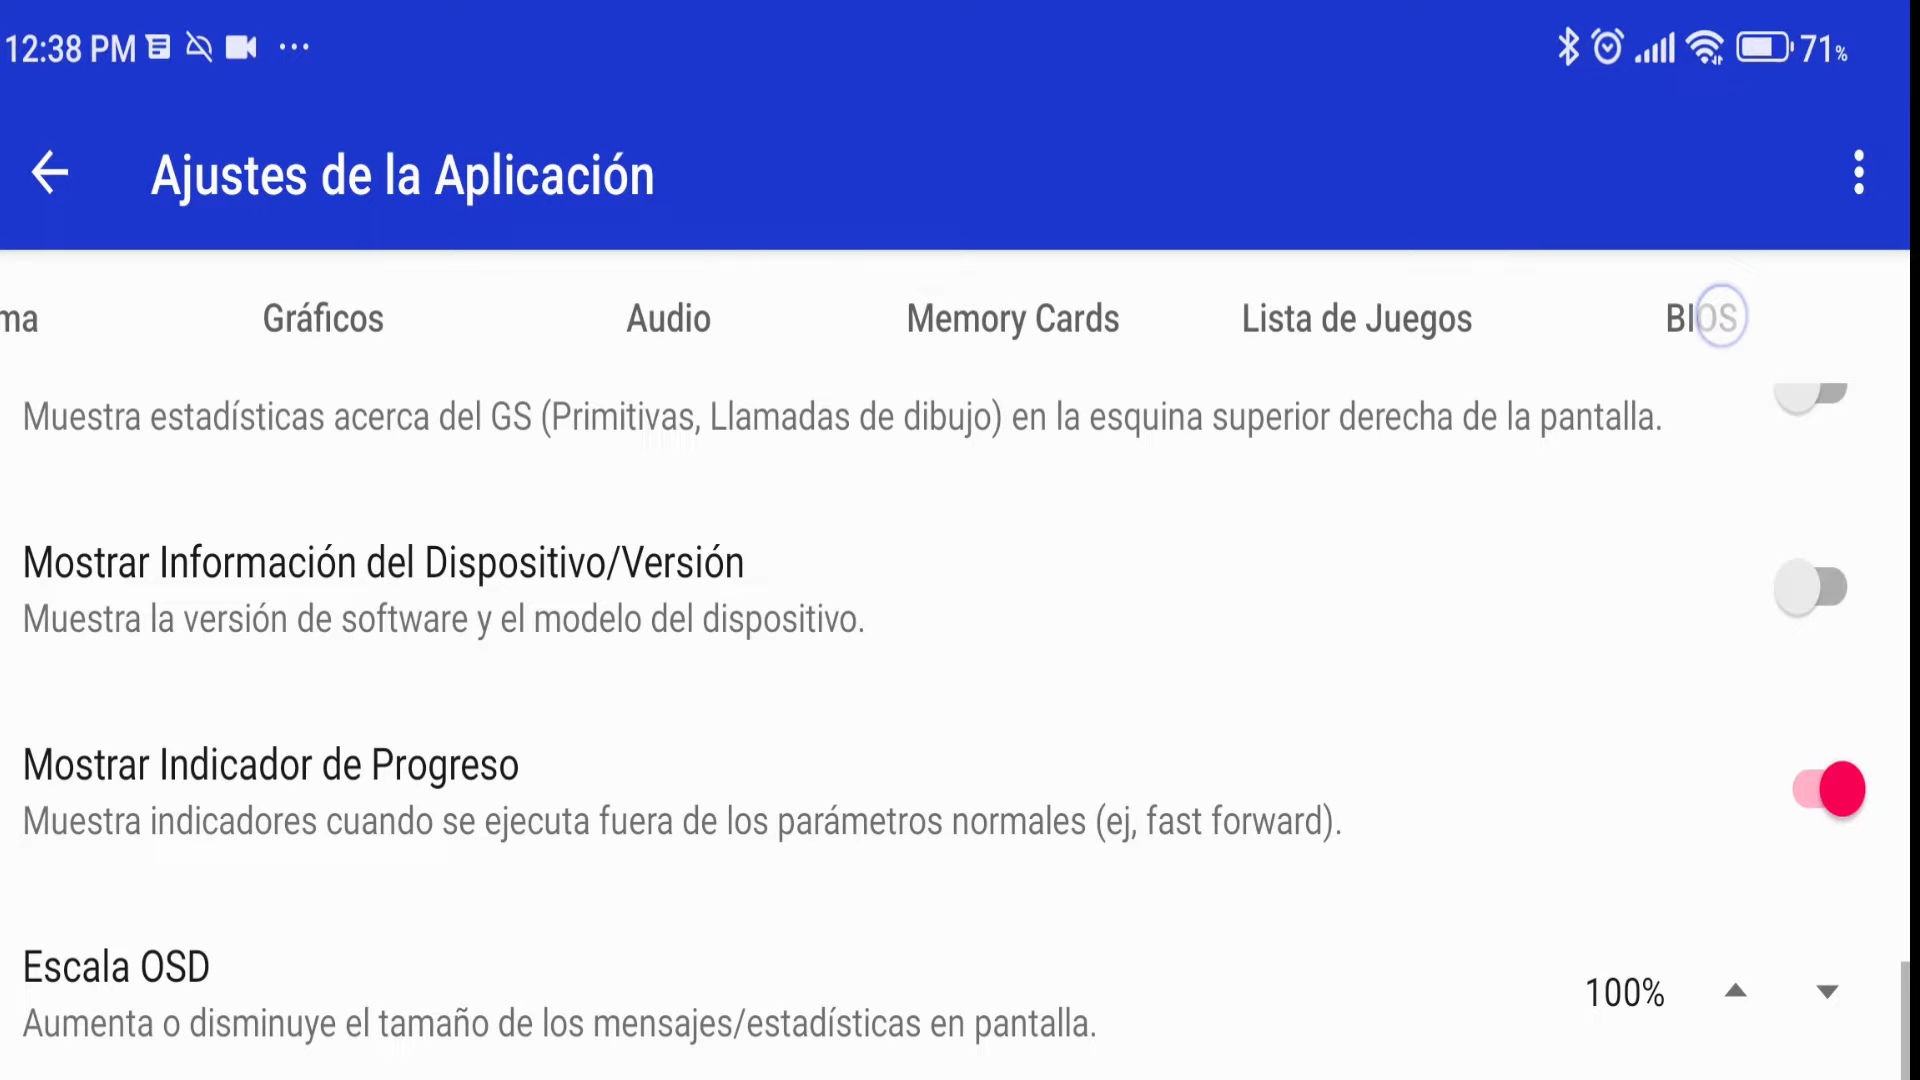 12:38 PM 71%
Ajustes de la Aplicación
ma Gráficos Audio Memory Cards Lista de Juegos BIOS
Muestra estadísticas acerca del GS (Primitivas, Llamadas de dibujo) en la esquina superior derecha de la pantalla.
Mostrar Información del Dispositivo/Versión
Muestra la versión de software y el modelo del dispositivo.
Mostrar Indicador de Progreso
Muestra indicadores cuando se ejecuta fuera de los parámetros normales (ej, fast forward).
Escala OSD
100%
Aumenta o disminuye el tamaño de los mensajes/estadísticas en pantalla.